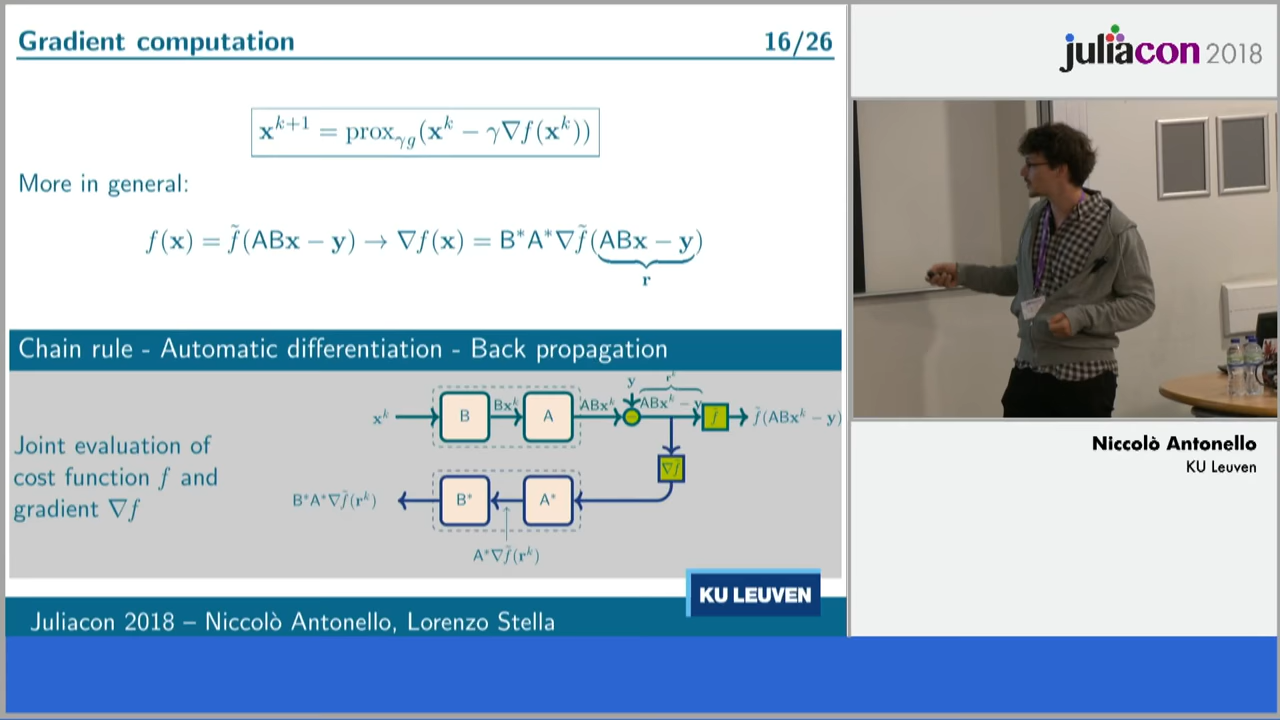 Gradient computation 16/26
x^{k+1} = prox_{γg}(x^k − γ∇f(x^k))
More in general:
f(x) = f̃(ABx − y) → ∇f(x) = B*A*∇f̃(ABx − y)
r
Chain rule - Automatic differentiation - Back propagation
y r^k
x^k B Bx^k A ABx^k − ABx^k − y f̃ f̃(ABx^k − y)
Joint evaluation of
cost function f and
gradient ∇f
∇f̃
B*A*∇f̃(r^k) B* A*
A*∇f̃(r^k)
KU LEUVEN
Juliacon 2018 – Niccolò Antonello, Lorenzo Stella
juliacon 2018
Niccolò Antonello
KU Leuven